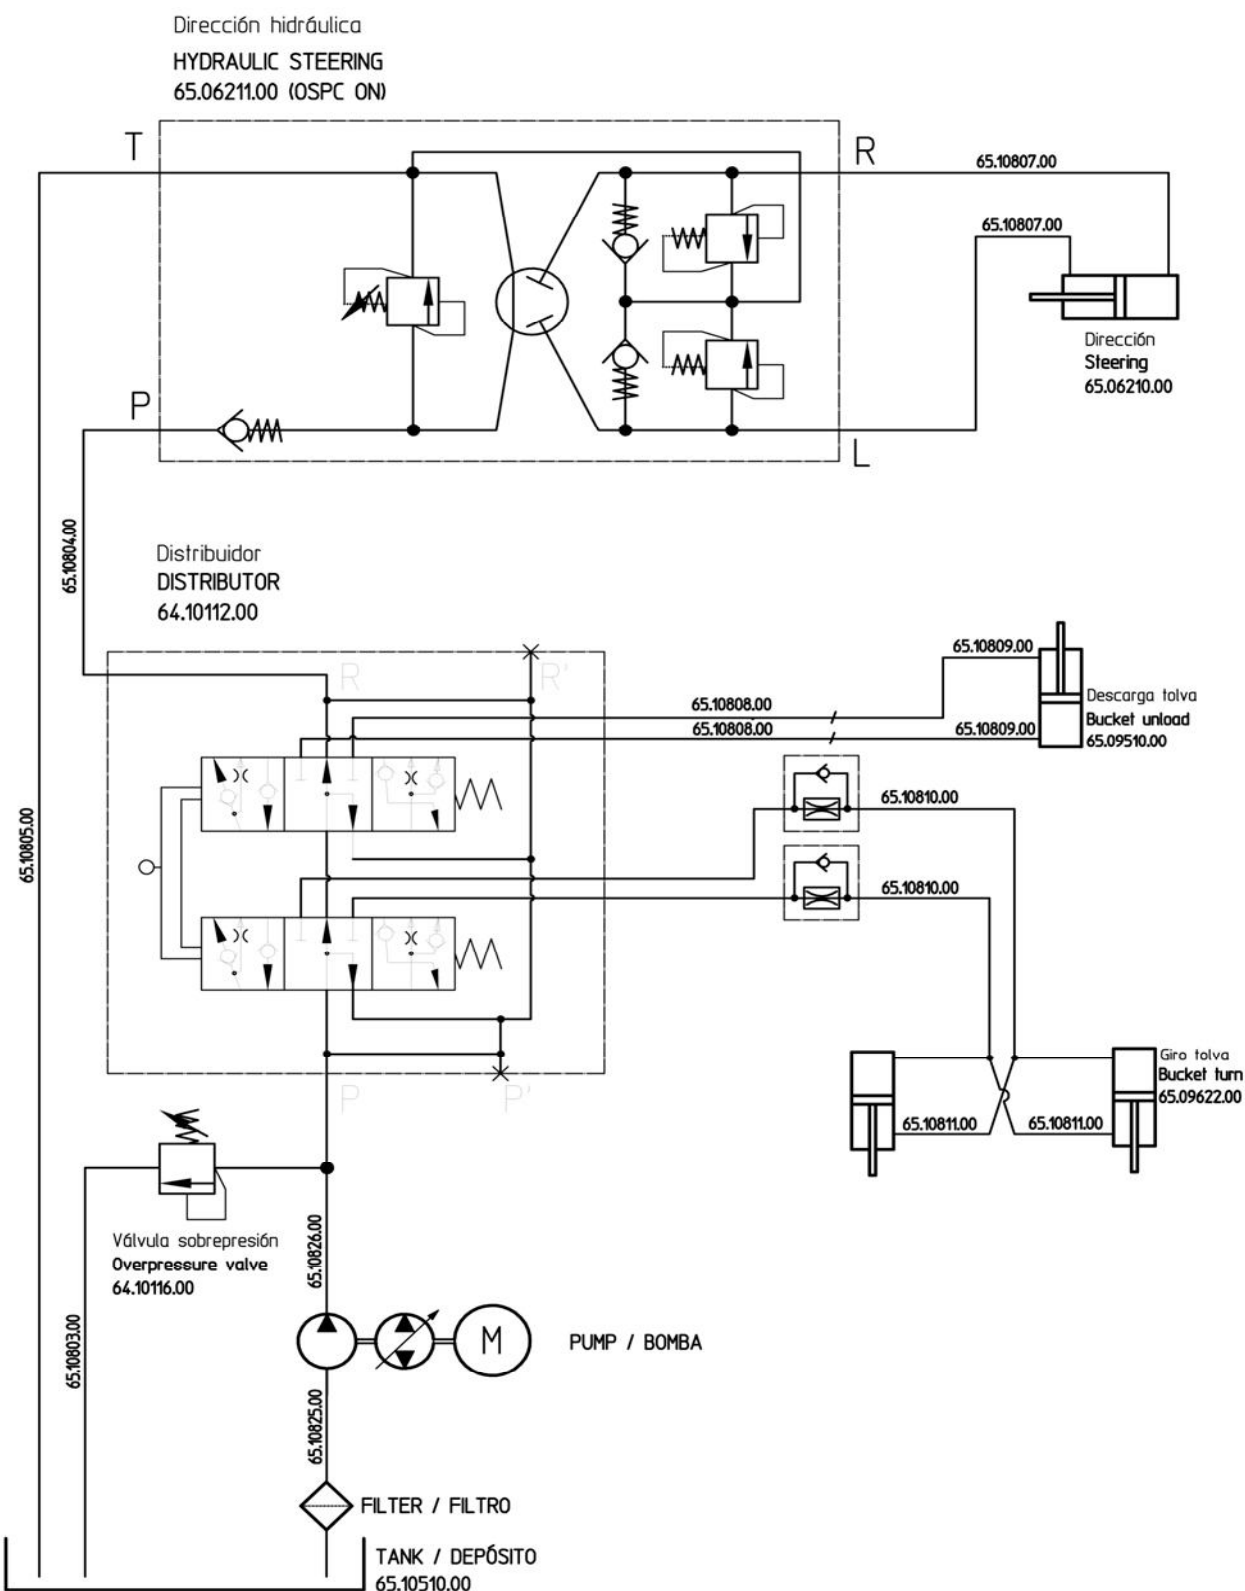 Dirección hidráulica
HYDRAULIC STEERING
65.06211.00 (OSPC ON)
T
R
65.10807.00
65.10807.00
Dirección
Steering
65.06210.00
P
L
65.10804.00
Distribuidor
DISTRIBUTOR
64.10112.00
R
R'
65.10809.00
65.10808.00
65.10808.00
65.10809.00
Descarga tolva
Bucket unload
65.09510.00
65.10810.00
65.10805.00
65.10810.00
Giro tolva
Bucket turn
65.09622.00
65.10811.00
65.10811.00
P
P'
Válvula sobrepresión
Overpressure valve
64.10116.00
65.10826.00
65.10803.00
M
PUMP / BOMBA
65.10825.00
FILTER / FILTRO
TANK / DEPÓSITO
65.10510.00